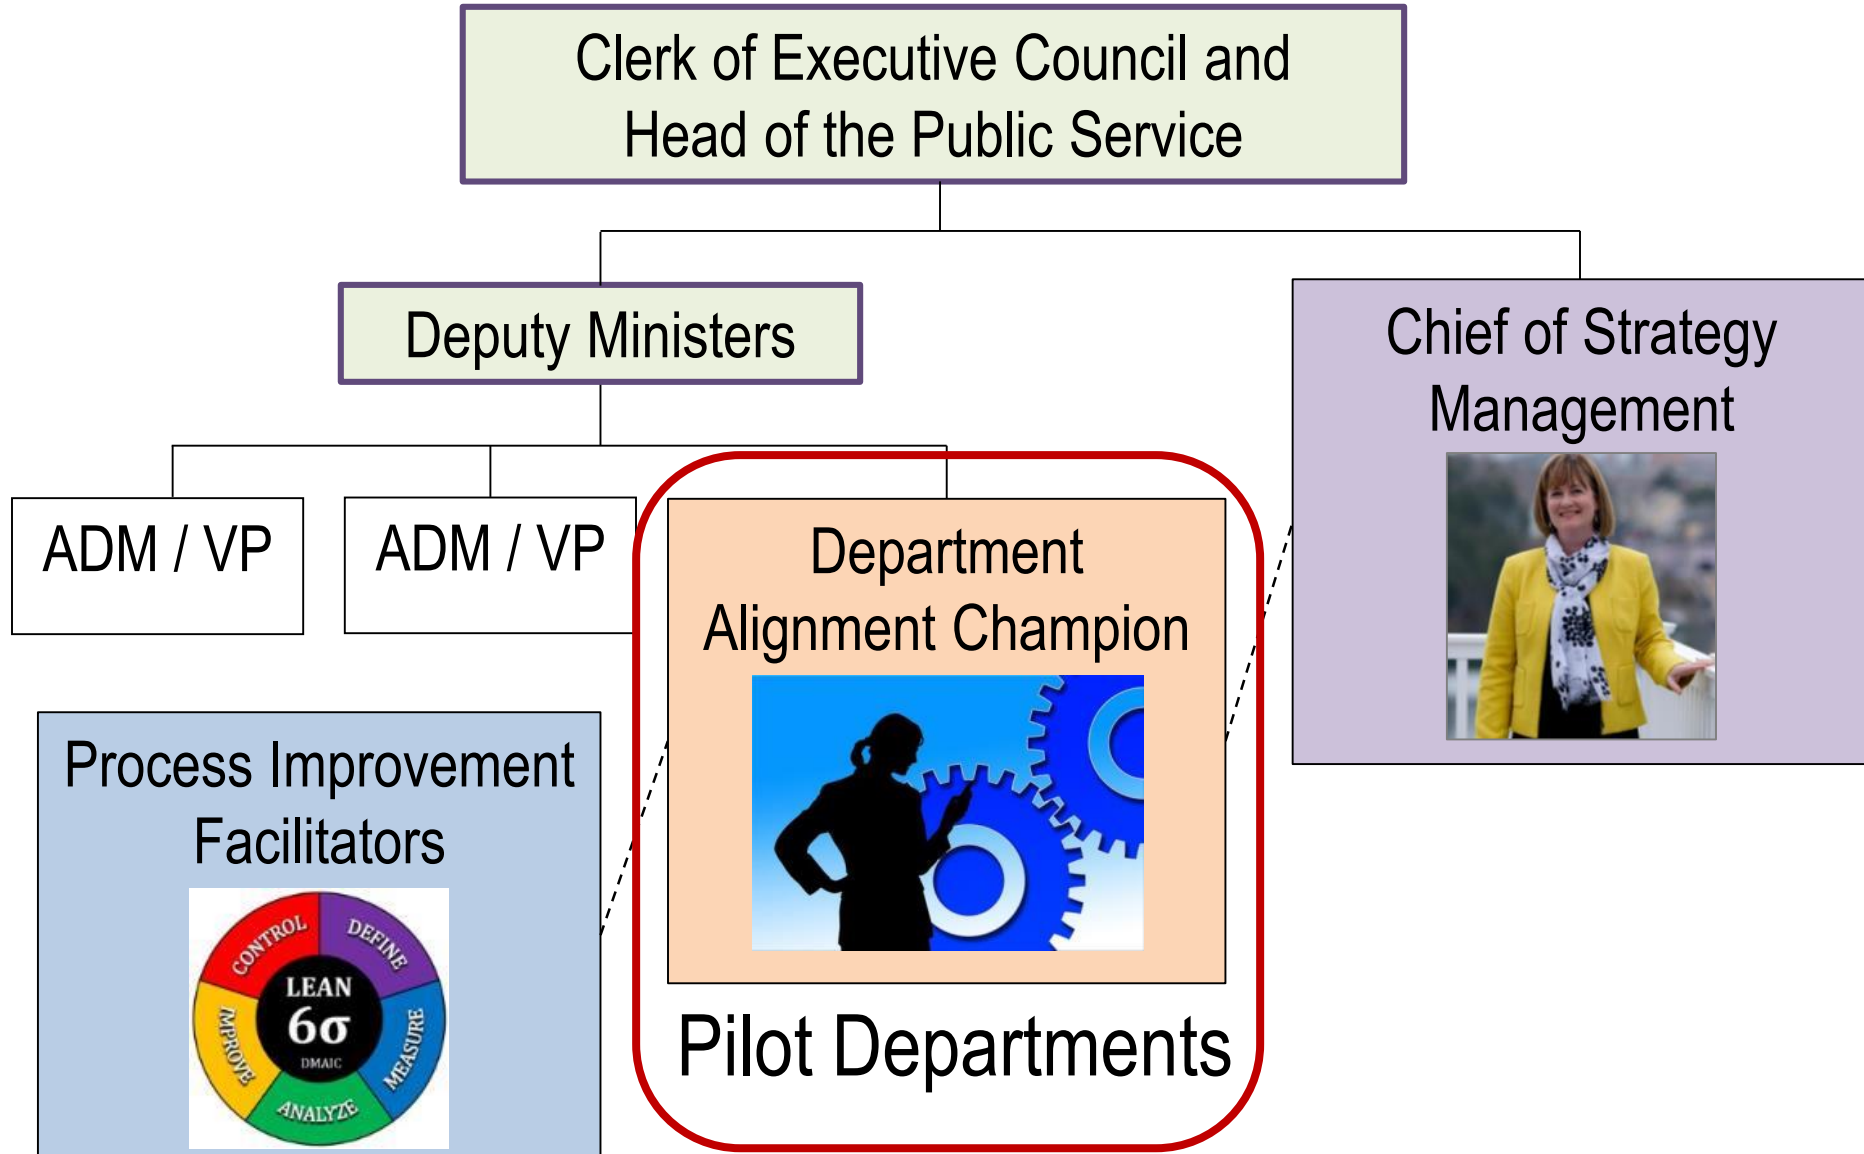 Clerk of Executive Council and
Head of the Public Service
Deputy Ministers
Chief of Strategy
Management
ADM / VP
ADM / VP
Department
Alignment Champion
Process Improvement
Facilitators
CONTROL
DEFINE
LEAN
6σ
DMAIC
IMPROVE
MEASURE
ANALYZE
Pilot Departments